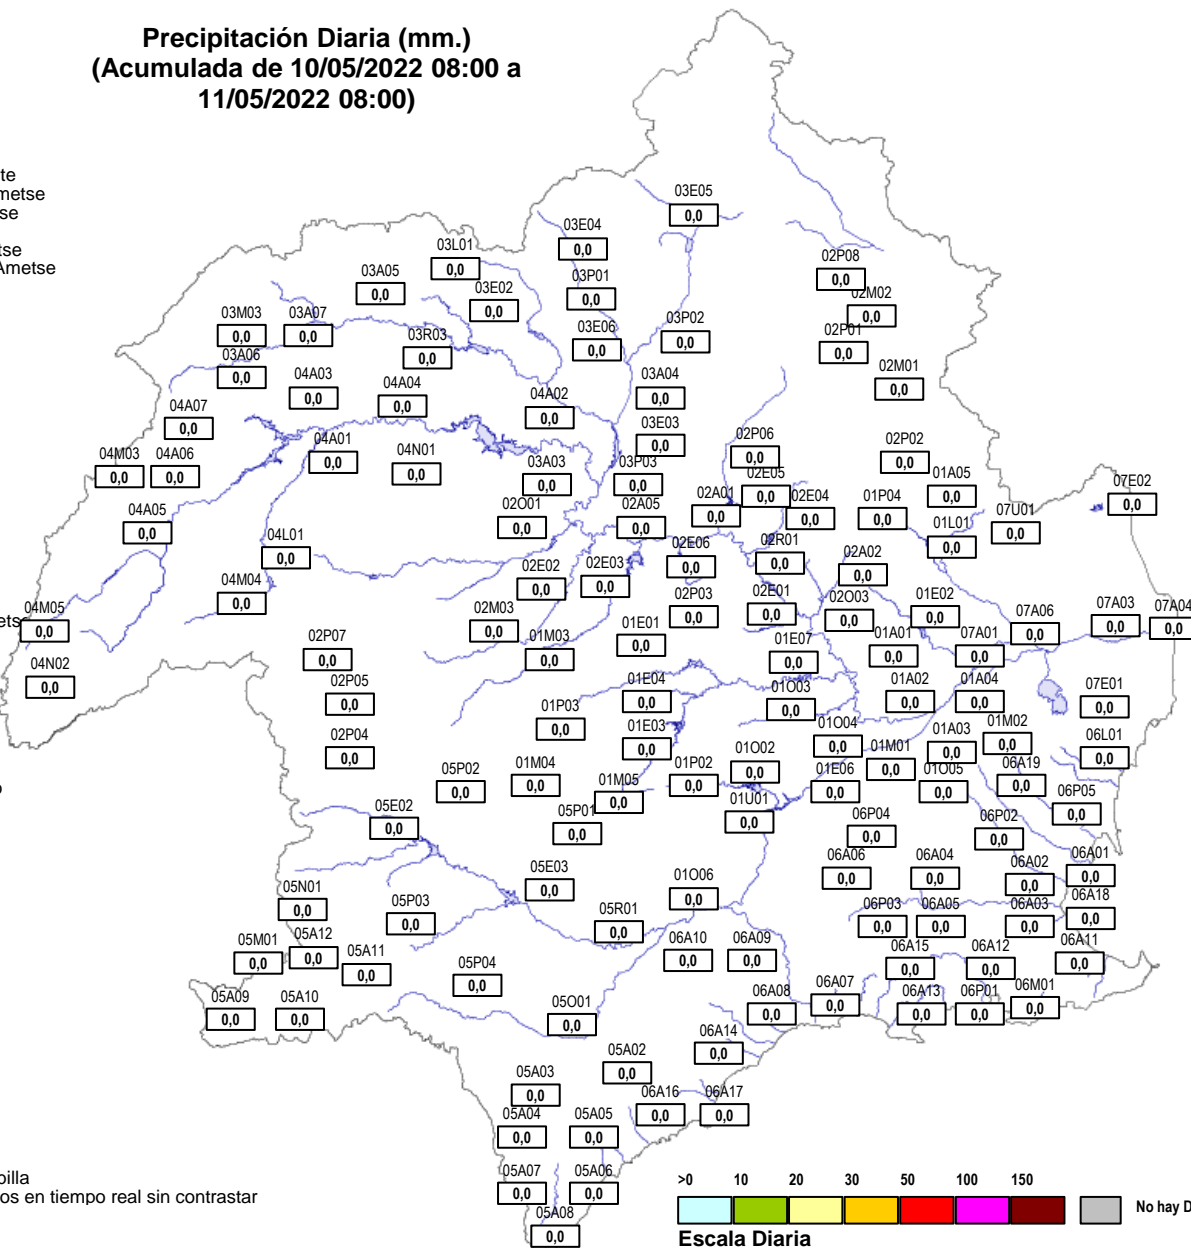 Precipitación Diaria (mm.)
(Acumulada de 10/05/2022 08:00 a
11/05/2022 08:00)
te
metse
se
tse
Ametse
03E05
0,0
03E04
0,0
03L01
0,0
02P08
0,0
03A05
0,0
03P01
0,0
03E02
0,0
02M02
0,0
03M03
0,0
03A07
0,0
03P02
0,0
03E06
0,0
02P01
0,0
03R03
0,0
03A06
0,0
02M01
0,0
04A03
0,0
04A04
0,0
03A04
0,0
04A02
0,0
04A07
0,0
03E03
0,0
02P06
0,0
04A01
0,0
02P02
0,0
04N01
0,0
04M03
0,0
04A06
0,0
03A03
0,0
03P03
0,0
02E05
0,0
01A05
0,0
07E02
0,0
02A01
0,0
02E04
0,0
01P04
0,0
04A05
0,0
02O01
0,0
02A05
0,0
07U01
0,0
01L01
0,0
04L01
0,0
02E06
0,0
02R01
0,0
02A02
0,0
02E02
0,0
02E03
0,0
04M04
0,0
02P03
0,0
02E01
0,0
02O03
0,0
01E02
0,0
07A03
0,0
07A04
0,0
ets
04M05
0,0
02M03
0,0
07A06
0,0
01E01
0,0
02P07
0,0
01M03
0,0
01E07
0,0
01A01
0,0
07A01
0,0
04N02
0,0
02P05
0,0
01E04
0,0
01O03
0,0
01A02
0,0
01A04
0,0
07E01
0,0
01P03
0,0
01E03
0,0
01O04
0,0
01A03
0,0
01M02
0,0
02P04
0,0
06L01
0,0
01O02
0,0
01M01
0,0
05P02
0,0
01M04
0,0
01P02
0,0
01E06
0,0
01O05
0,0
06A19
0,0
01M05
0,0
06P05
0,0
05E02
0,0
05P01
0,0
01U01
0,0
06P04
0,0
06P02
0,0
05E03
0,0
06A06
0,0
06A04
0,0
06A02
0,0
06A01
0,0
01O06
0,0
05N01
0,0
05P03
0,0
05R01
0,0
06P03
0,0
06A05
0,0
06A03
0,0
06A18
0,0
05M01
0,0
05A12
0,0
05A11
0,0
06A10
0,0
06A09
0,0
06A15
0,0
06A12
0,0
06A11
0,0
05P04
0,0
05A09
0,0
05A10
0,0
05O01
0,0
06A08
0,0
06A07
0,0
06A13
0,0
06P01
0,0
06M01
0,0
06A14
0,0
05A02
0,0
05A03
0,0
06A16
0,0
06A17
0,0
05A04
0,0
05A05
0,0
05A07
0,0
05A06
0,0
05A08
0,0
oilla
os en tiempo real sin contrastar
>0 10 20 30 50 100 150
No hay D
Escala Diaria